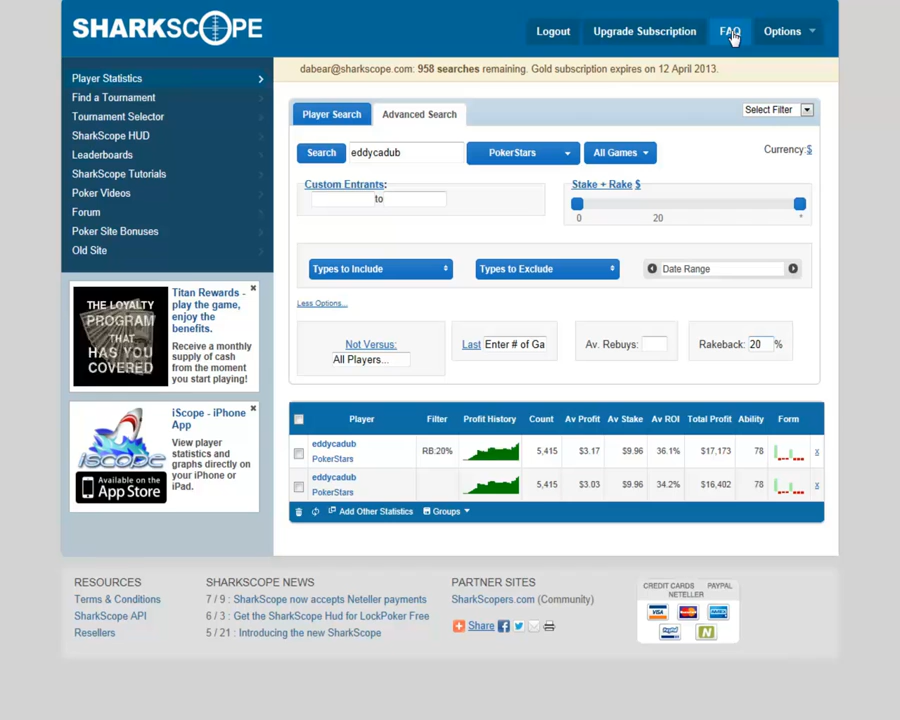 SHARKSCOPE
Logout
Upgrade Subscription
FAQ
Options
dabear@sharkscope.com: 958 searches remaining. Gold subscription expires on 12 April 2013.
Player Statistics
Find a Tournament
Tournament Selector
SharkScope HUD
Leaderboards
SharkScope Tutorials
Poker Videos
Forum
Poker Site Bonuses
Old Site
THE LOYALTY
PROGRAM
THAT
HAS YOU
COVERED
Titan Rewards -
play the game,
enjoy the
benefits.
Receive a monthly
supply of cash
from the moment
you start playing!
iscope
Available on the
App Store
iScope - iPhone
App
View player
statistics and
graphs directly on
your iPhone or
iPad.
Player Search
Advanced Search
Select Filter
Search
eddycadub
PokerStars
All Games
Currency:$
Custom Entrants:
to
Stake + Rake $
0 20 *
Types to Include
Types to Exclude
Date Range
Less Options...
Not Versus:
All Players...
Last Enter # of Ga
Av. Rebuys:
Rakeback: 20 %
Player Filter Profit History Count Av Profit Av Stake Av ROI Total Profit Ability Form
eddycadub
PokerStars
RB:20% 5,415 $3.17 $9.96 36.1% $17,173 78 x
eddycadub
PokerStars
5,415 $3.03 $9.96 34.2% $16,402 78 x
Add Other Statistics
Groups
RESOURCES
Terms & Conditions
SharkScope API
Resellers
SHARKSCOPE NEWS
7 / 9 : SharkScope now accepts Neteller payments
6 / 3 : Get the SharkScope Hud for LockPoker Free
5 / 21 : Introducing the new SharkScope
PARTNER SITES
SharkScopers.com (Community)
Share
CREDIT CARDS PAYPAL
NETELLER
VISA
PayPal
N